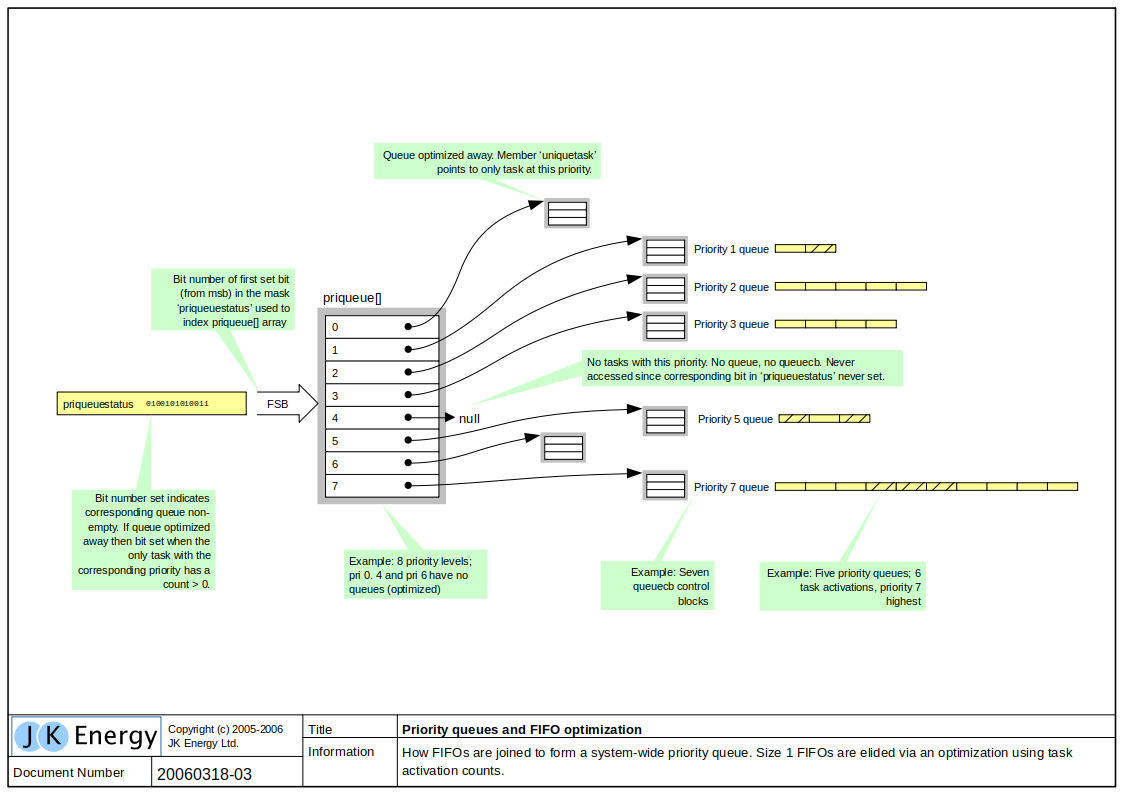 Queue optimized away. Member ‘uniquetask’
points to only task at this priority.
Priority 1 queue
Bit number of first set bit
(from msb) in the mask
‘priqueuestatus’ used to
index priqueue[] array
Priority 2 queue
priqueue[]
Priority 3 queue
0
1
2
3
4
5
6
7
No tasks with this priority. No queue, no queuecb. Never
accessed since corresponding bit in ‘priqueuestatus’ never set.
priqueuestatus 0100101010011
FSB
null
Priority 5 queue
Priority 7 queue
Bit number set indicates
corresponding queue non-
empty. If queue optimized
away then bit set when the
only task with the
corresponding priority has a
count > 0.
Example: 8 priority levels;
pri 0. 4 and pri 6 have no
queues (optimized)
Example: Seven
queuecb control
blocks
Example: Five priority queues; 6
task activations, priority 7
highest
JK Energy
Copyright (c) 2005-2006
JK Energy Ltd.
Title
Priority queues and FIFO optimization
Information
How FIFOs are joined to form a system-wide priority queue. Size 1 FIFOs are elided via an optimization using task
activation counts.
Document Number
20060318-03